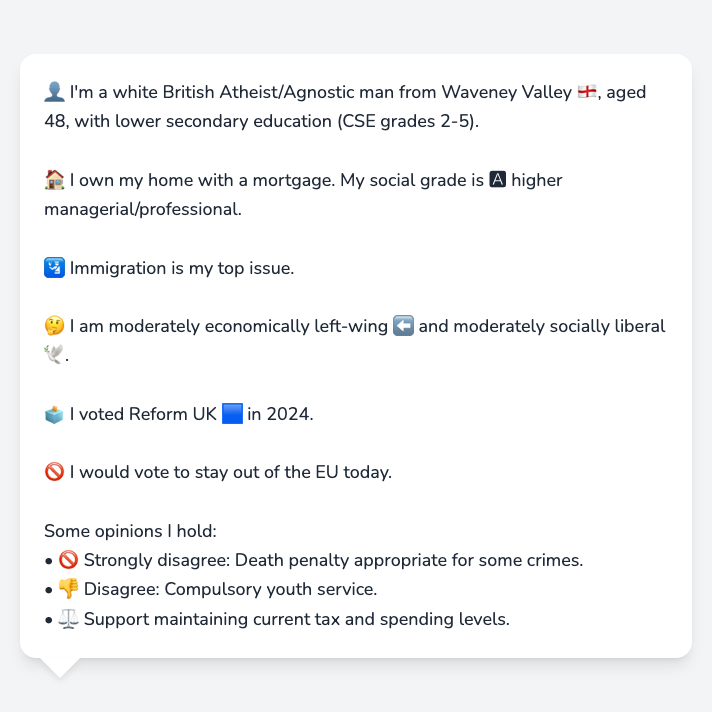 👤 I'm a white British Atheist/Agnostic man from Waveney Valley 🏴󠁧󠁢󠁥󠁮󠁧󠁿, aged
48, with lower secondary education (CSE grades 2-5).
🏠 I own my home with a mortgage. My social grade is 🅰 higher
managerial/professional.
🛂 Immigration is my top issue.
🤔 I am moderately economically left-wing ⬅️ and moderately socially liberal
🕊️.
🗳️ I voted Reform UK 🟦 in 2024.
🚫 I would vote to stay out of the EU today.
Some opinions I hold:
• 🚫 Strongly disagree: Death penalty appropriate for some crimes.
• 👎 Disagree: Compulsory youth service.
• ⚖️ Support maintaining current tax and spending levels.